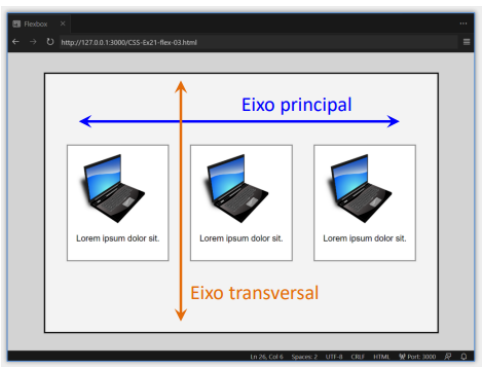 Flexbox
http://127.0.0.1:3000/CSS-Ex21-flex-03.html
Eixo principal
Lorem ipsum dolor sit. Lorem ipsum dolor sit. Lorem ipsum dolor sit.
Eixo transversal
Ln 26, Col 6 Spaces: 2 UTF-8 CRLF HTML Port: 3000